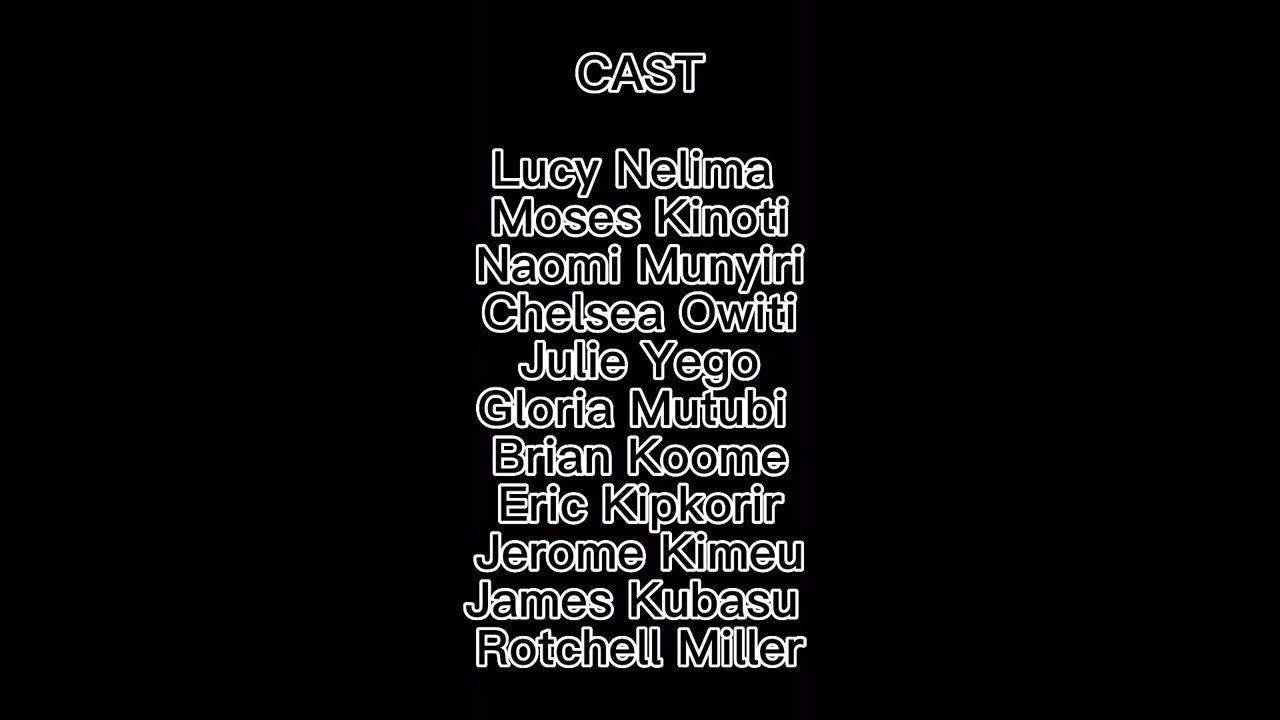 CAST
Lucy Nelima
Moses Kinoti
Naomi Munyiri
Chelsea Owiti
Julie Yego
Gloria Mutubi
Brian Koome
Eric Kipkorir
Jerome Kimeu
James Kubasu
Rotchell Miller